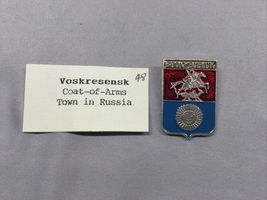 Voskresensk 48
Coat-of-Arms
Town in Russia